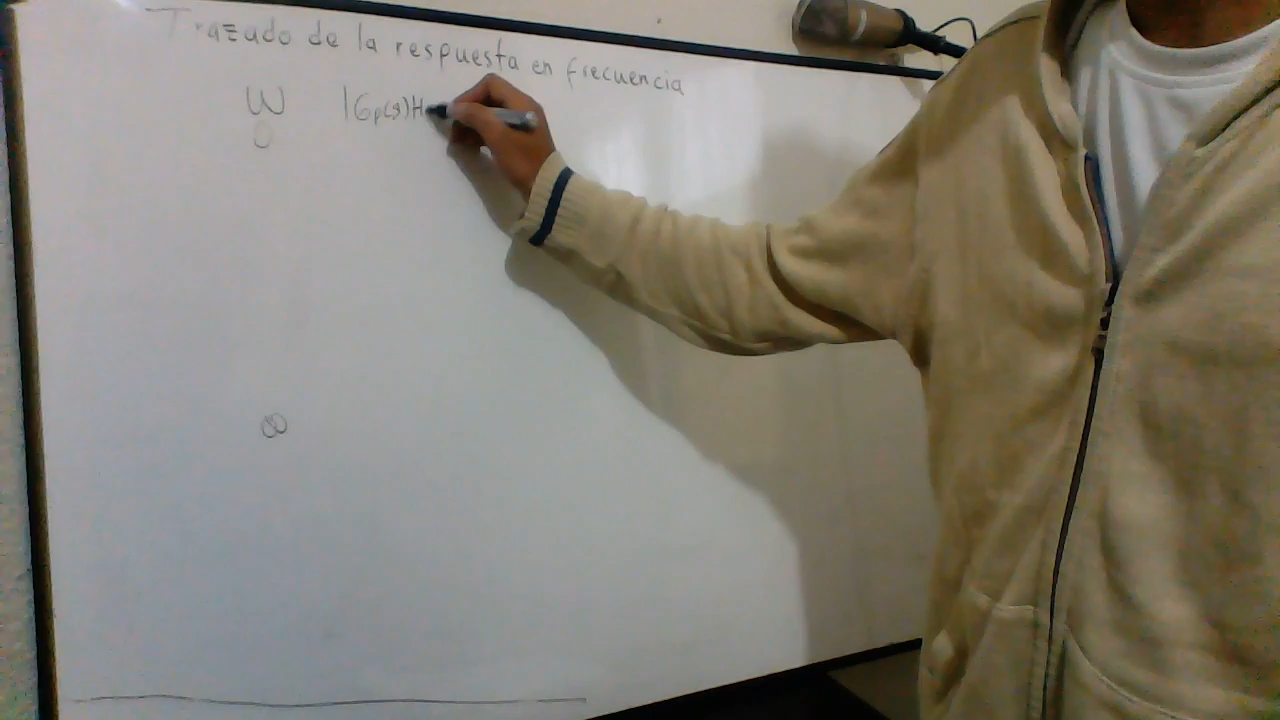 Trazado de la respuesta en frecuencia
W |Gp(s)H
0
∞